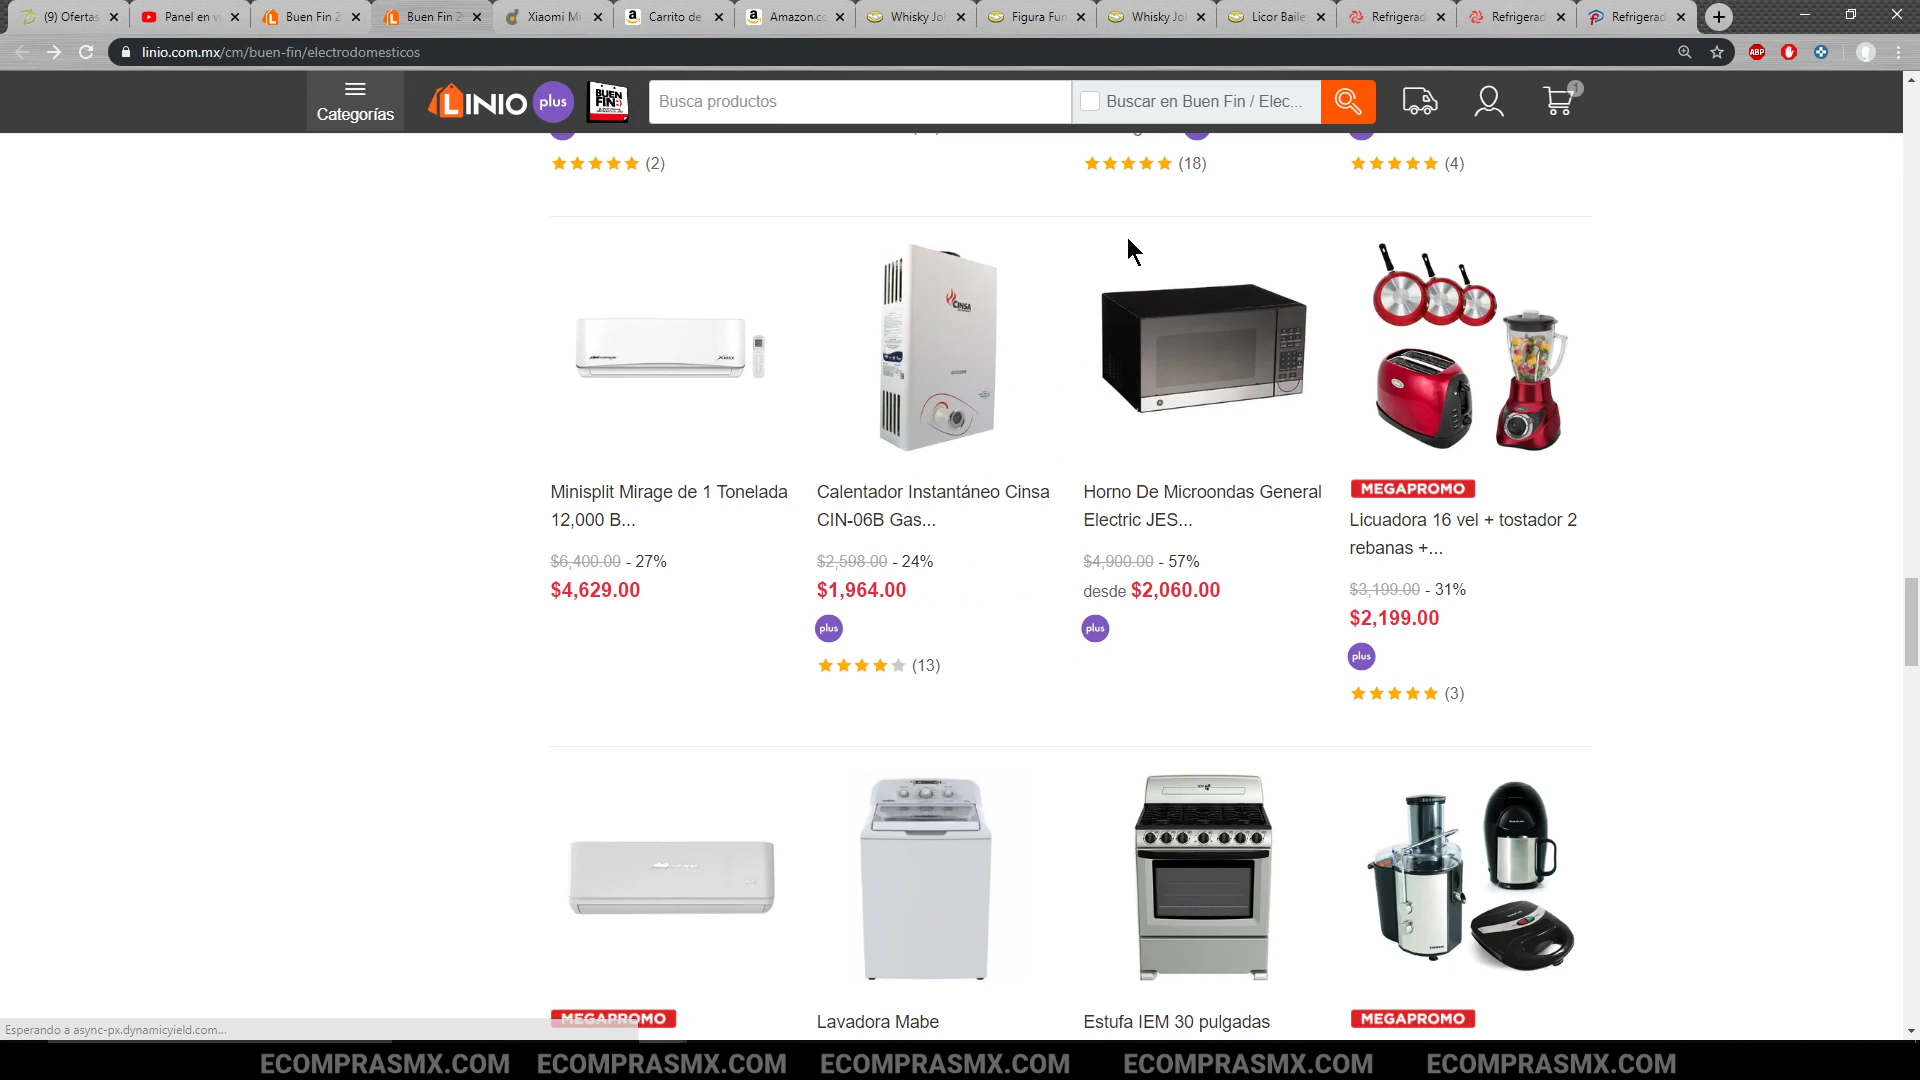 (9) Ofertas
Panel en vi
Buen Fin 2
Buen Fin 2
Xiaomi Mi
Carrito de
Amazon.co
Whisky Jo
Figura Fun
Whisky Jo
Licor Baile
Refrigerad
Refrigerad
Refrigerad
linio.com.mx/cm/buen-fin/electrodomesticos
ABP
Categorías
LINIO plus
BUEN FIN
Busca productos
Buscar en Buen Fin / Elec...
1
(2)
(18)
(4)
CINSA
Minisplit Mirage de 1 Tonelada
12,000 B...
$6,400.00 - 27%
$4,629.00
Calentador Instantáneo Cinsa
CIN-06B Gas...
$2,598.00 - 24%
$1,964.00
plus
(13)
Horno De Microondas General
Electric JES...
$4,900.00 - 57%
desde $2,060.00
plus
MEGAPROMO
Licuadora 16 vel + tostador 2
rebanas +...
$3,199.00 - 31%
$2,199.00
plus
(3)
MEGAPROMO
Lavadora Mabe
Estufa IEM 30 pulgadas
MEGAPROMO
Esperando a async-px.dynamicyield.com...
ECOMPRASMX.COM ECOMPRASMX.COM ECOMPRASMX.COM ECOMPRASMX.COM ECOMPRASMX.COM